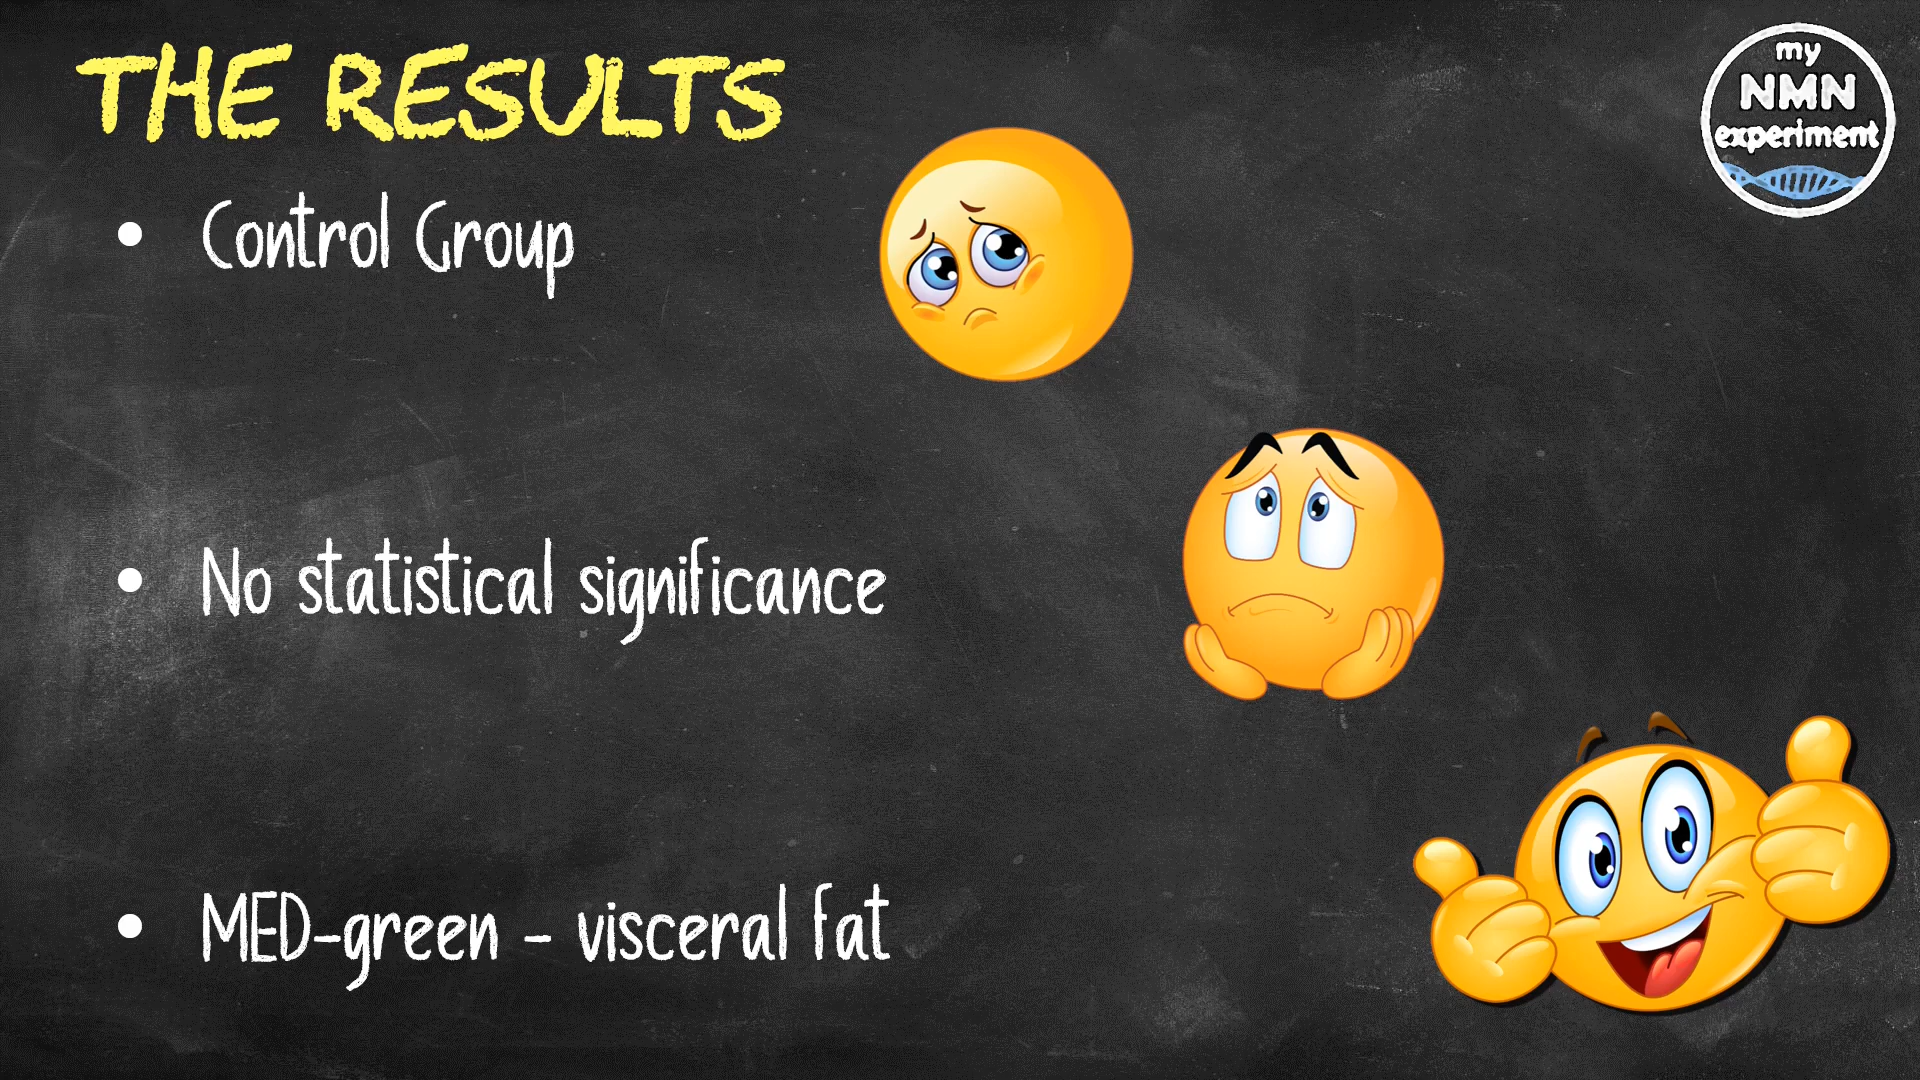 THE RESULTS
my
NMN
experiment
• Control Group
• No statistical significance
• MED-green - visceral fat